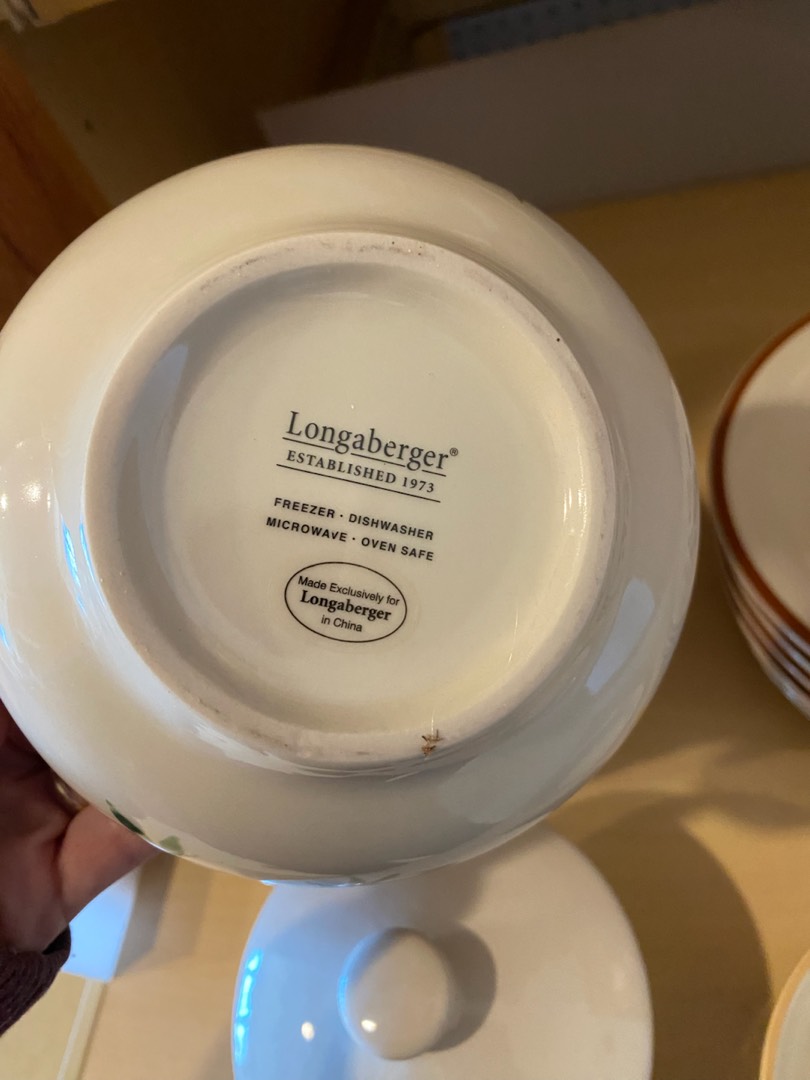 Longaberger®
ESTABLISHED 1973
FREEZER · DISHWASHER
MICROWAVE · OVEN SAFE
Made Exclusively for
Longaberger
in China